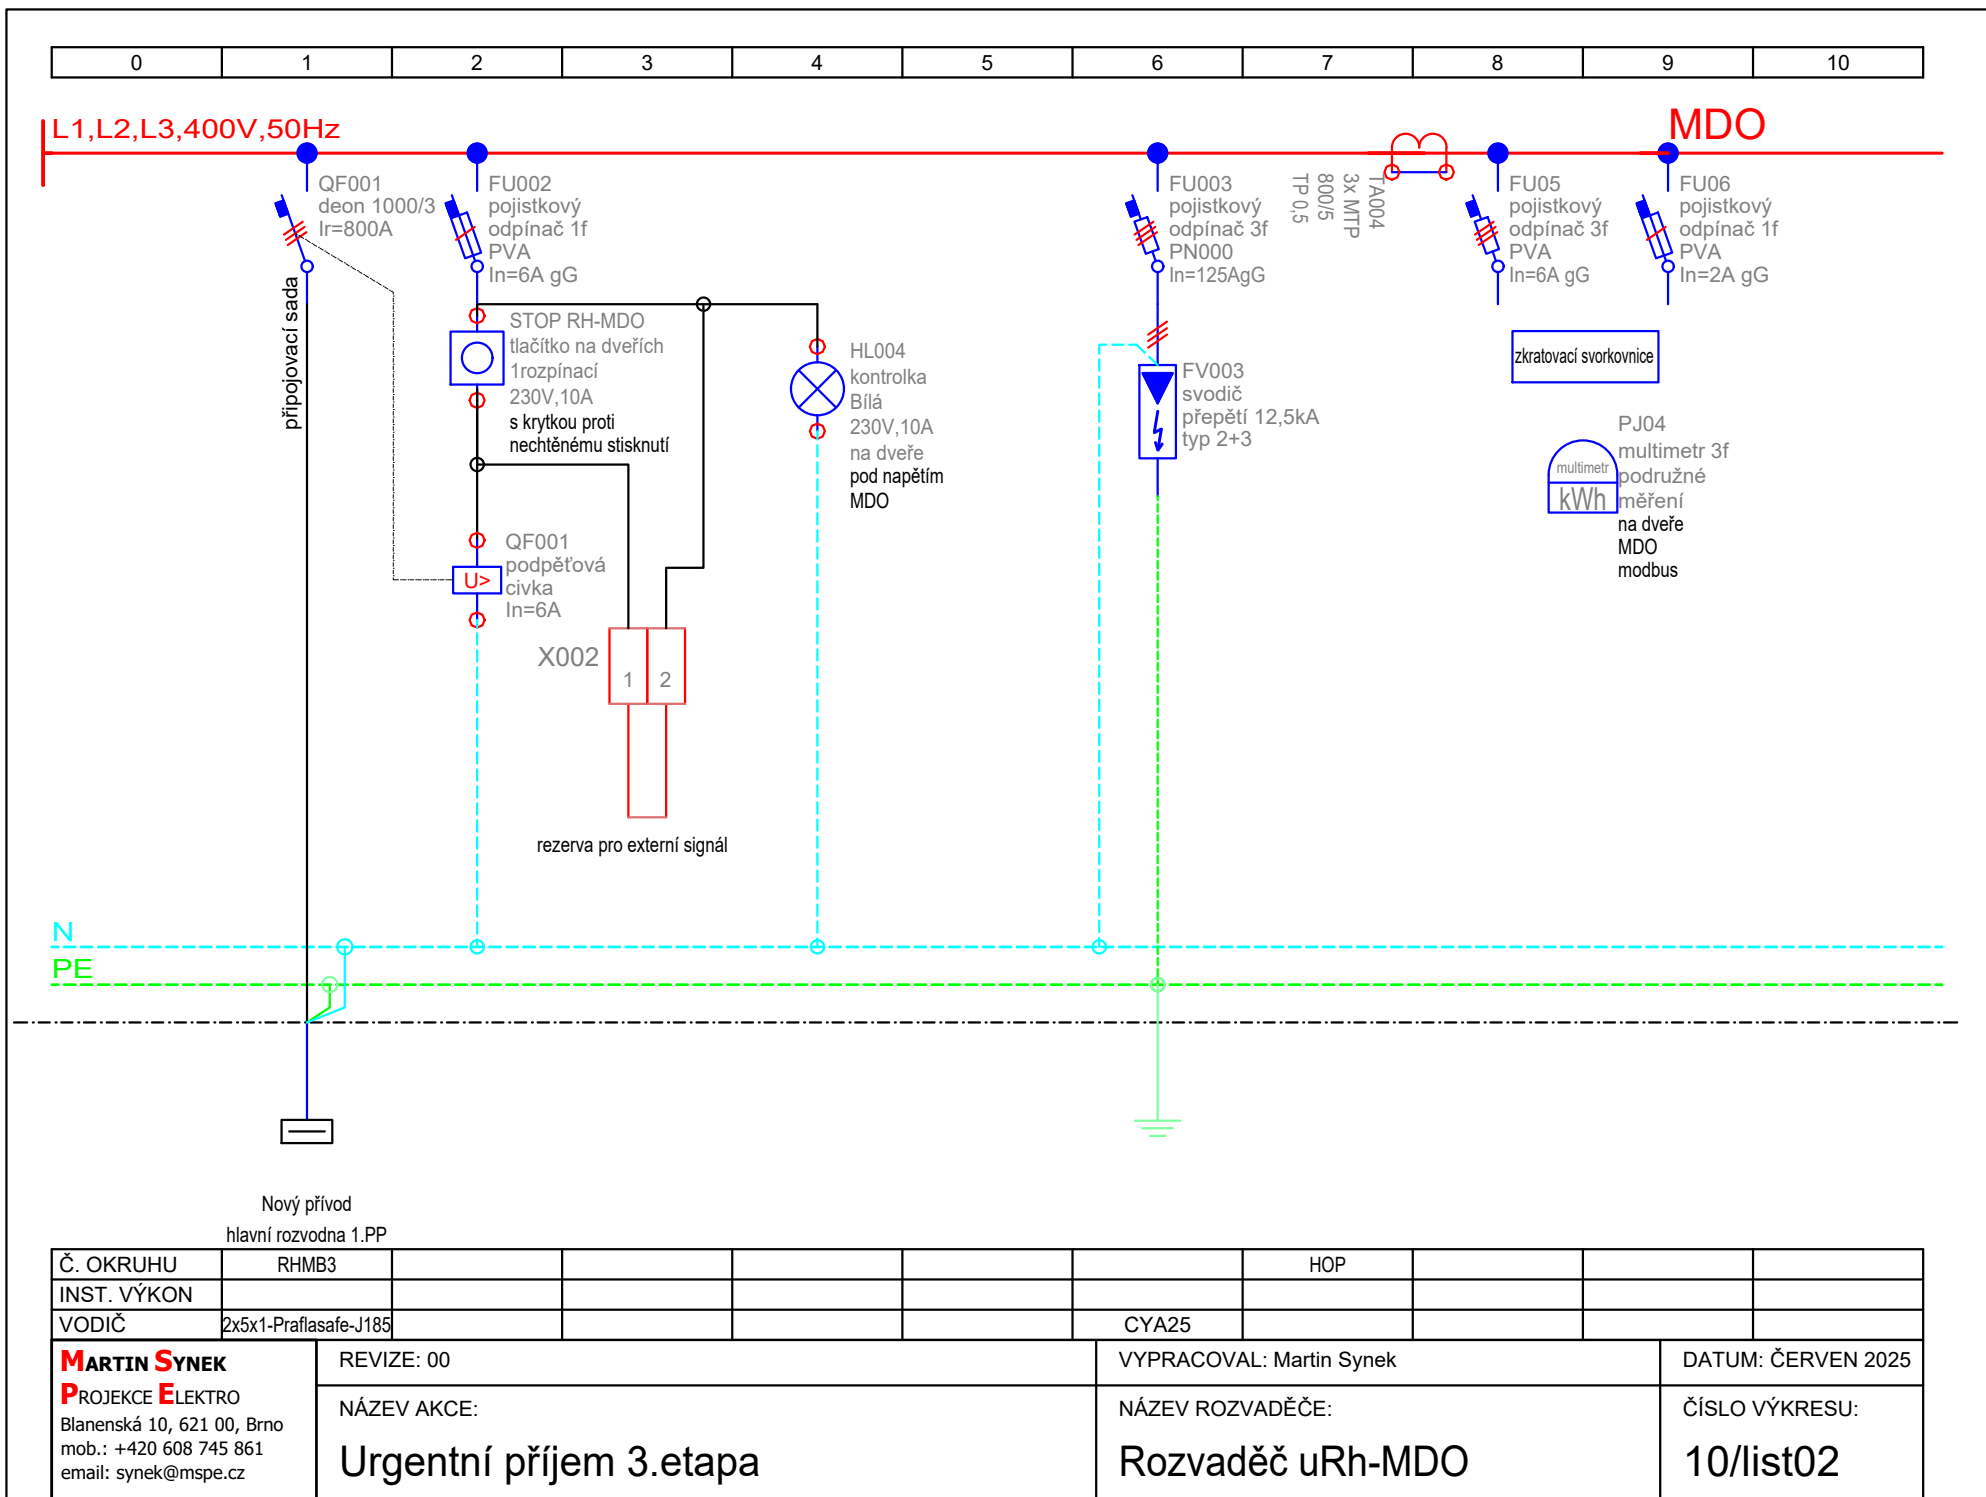 0 1 2 3 4 5 6 7 8 9 10
L1,L2,L3,400V,50Hz
MDO
QF001
deon 1000/3
Ir=800A
FU002
pojistkový
odpínač 1f
PVA
In=6A gG
FU003
pojistkový
odpínač 3f
PN000
In=125AgG
TA004
3x MTP
800/5
TP 0,5
FU05
pojistkový
odpínač 3f
PVA
In=6A gG
FU06
pojistkový
odpínač 1f
PVA
In=2A gG
připojovací sada
STOP RH-MDO
tlačítko na dveřích
1rozpínací
230V,10A
s krytkou proti
nechtěnému stisknutí
HL004
kontrolka
Bílá
230V,10A
na dveře
pod napětím
MDO
FV003
svodič
přepětí 12,5kA
typ 2+3
zkratovací svorkovnice
PJ04
multimetr 3f
podružné
měření
na dveře
MDO
modbus
multimetr
kWh
QF001
podpěťová
civka
In=6A
U>
X002
1 2
rezerva pro externí signál
N
PE
Nový přívod
hlavní rozvodna 1.PP
Č. OKRUHU RHMB3 HOP
INST. VÝKON
VODIČ 2x5x1-Praflasafe-J185 CYA25
MARTIN SYNEK
PROJEKCE ELEKTRO
Blanenská 10, 621 00, Brno
mob.: +420 608 745 861
email: synek@mspe.cz
REVIZE: 00
NÁZEV AKCE:
Urgentní příjem 3.etapa
VYPRACOVAL: Martin Synek
NÁZEV ROZVADĚČE:
Rozvaděč uRh-MDO
DATUM: ČERVEN 2025
ČÍSLO VÝKRESU:
10/list02